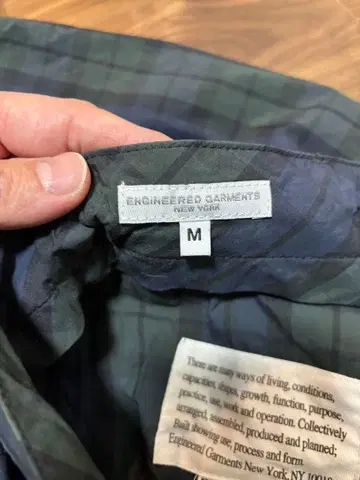 ENGINEERED GARMENTS
NEW YORK
M
There are many ways of living, conditions,
capacities, shapes, growth, function, purpose,
practice, use, work and operation. Collectively
arranged, assembled, produced and planned;
Built showing use, process and form.
Engineered Garments New York, NY 10018